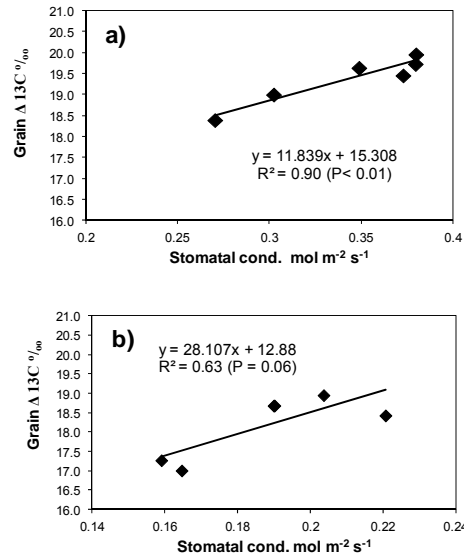 a)
Grain Δ 13C °/oo
21.0
20.5
20.0
19.5
19.0
18.5
18.0
17.5
17.0
16.5
16.0
y = 11.839x + 15.308
R² = 0.90 (P< 0.01)
0.2 0.25 0.3 0.35 0.4
Stomatal cond. mol m⁻² s⁻¹
b)
Grain Δ 13C °/oo
21.0
20.5
20.0
19.5
19.0
18.5
18.0
17.5
17.0
16.5
16.0
y = 28.107x + 12.88
R² = 0.63 (P = 0.06)
0.14 0.16 0.18 0.2 0.22 0.24
Stomatal cond. mol m⁻² s⁻¹